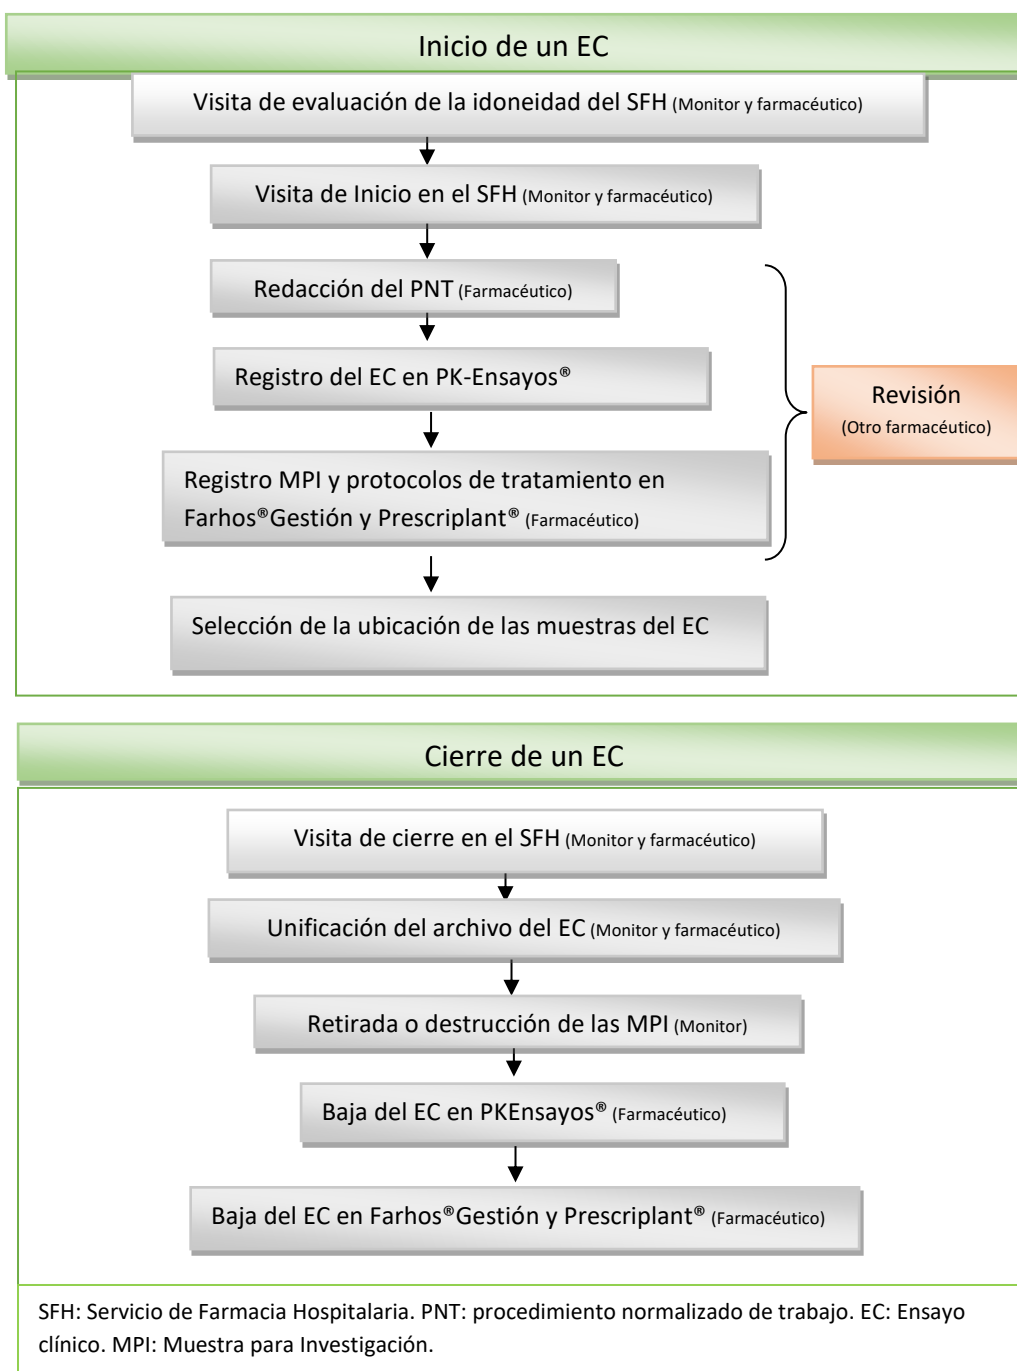 Inicio de un EC
Visita de evaluación de la idoneidad del SFH (Monitor y farmacéutico)
Visita de Inicio en el SFH (Monitor y farmacéutico)
Redacción del PNT (Farmacéutico)
Registro del EC en PK-Ensayos®
Revisión
(Otro farmacéutico)
Registro MPI y protocolos de tratamiento en
Farhos®Gestión y Prescriplant® (Farmacéutico)
Selección de la ubicación de las muestras del EC
Cierre de un EC
Visita de cierre en el SFH (Monitor y farmacéutico)
Unificación del archivo del EC (Monitor y farmacéutico)
Retirada o destrucción de las MPI (Monitor)
Baja del EC en PKEnsayos® (Farmacéutico)
Baja del EC en Farhos®Gestión y Prescriplant® (Farmacéutico)
SFH: Servicio de Farmacia Hospitalaria. PNT: procedimiento normalizado de trabajo. EC: Ensayo
clínico. MPI: Muestra para Investigación.